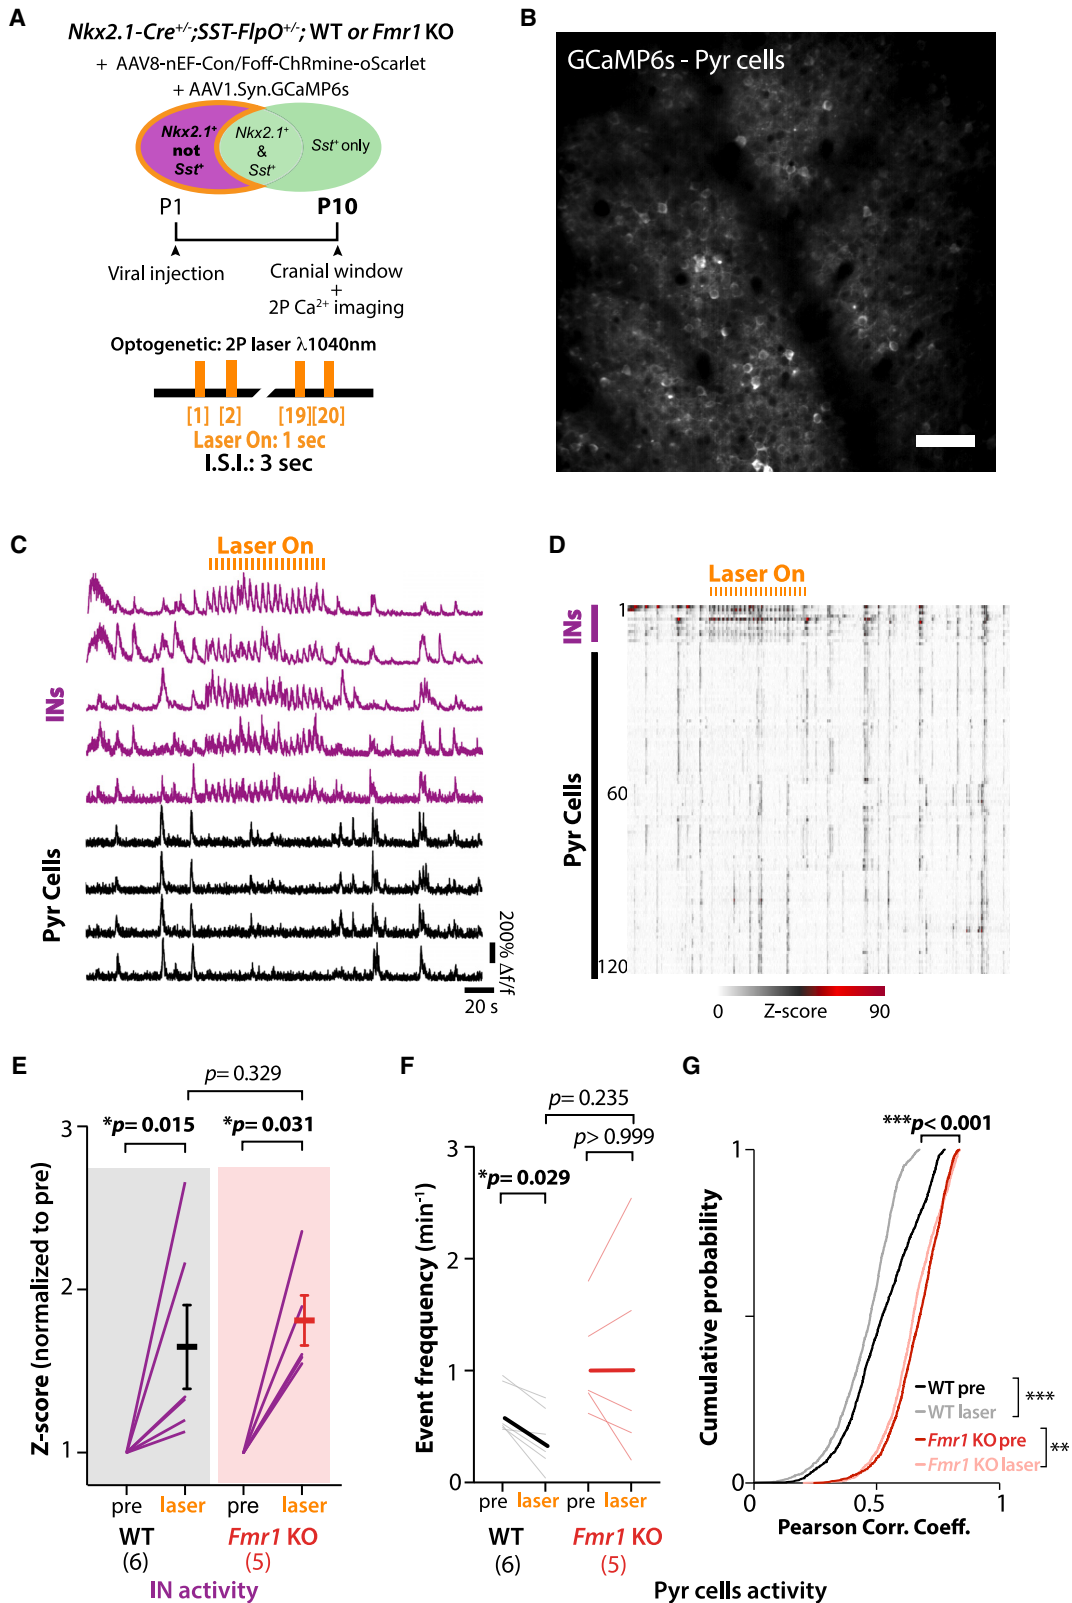 A
Nkx2.1-Cre+/-;SST-FlpO+/-; WT or Fmr1 KO
+ AAV8-nEF-Con/Foff-ChRmine-oScarlet
+ AAV1.Syn.GCaMP6s
Nkx2.1+
not
Sst+
Nkx2.1+
&
Sst+
Sst+ only
P1
P10
Viral injection
Cranial window
+
2P Ca2+ imaging
Optogenetic: 2P laser λ1040nm
[1] [2] [19][20]
Laser On: 1 sec
I.S.I.: 3 sec
B
GCaMP6s - Pyr cells
C
Laser On
INs
Pyr Cells
200% Δf/f
20 s
D
Laser On
INs
Pyr Cells
1
60
120
0 Z-score 90
E
p= 0.329
*p= 0.015
*p= 0.031
Z-score (normalized to pre)
3
2
1
pre laser pre laser
WT
(6)
Fmr1 KO
(5)
IN activity
F
p= 0.235
p> 0.999
*p= 0.029
Event freqquency (min-1)
3
2
1
0
pre laser pre laser
WT
(6)
Fmr1 KO
(5)
Pyr cells activity
G
***p< 0.001
Cumulative probability
1
0
WT pre
WT laser
***
Fmr1 KO pre
Fmr1 KO laser
**
0 0.5 1
Pearson Corr. Coeff.